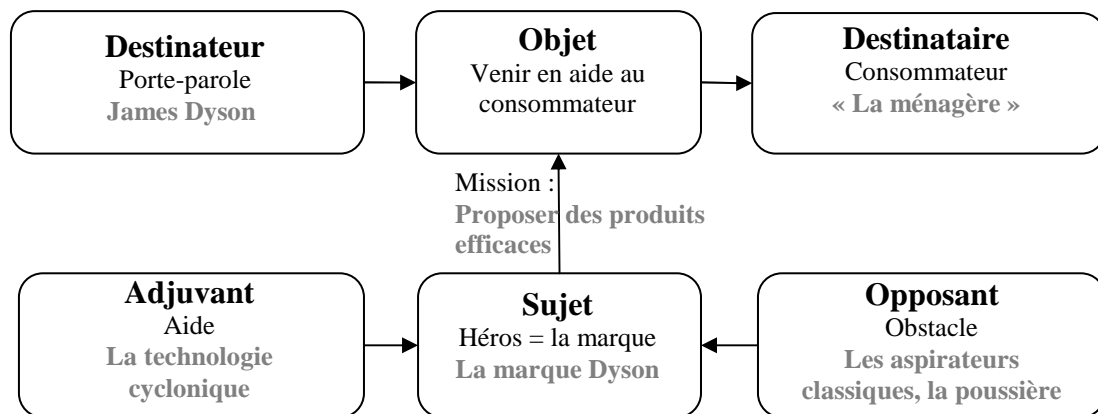 Destinateur
Porte-parole
James Dyson
Objet
Venir en aide au
consommateur
Destinataire
Consommateur
« La ménagère »
Mission :
Proposer des produits
efficaces
Adjuvant
Aide
La technologie
cyclonique
Sujet
Héros = la marque
La marque Dyson
Opposant
Obstacle
Les aspirateurs
classiques, la poussière